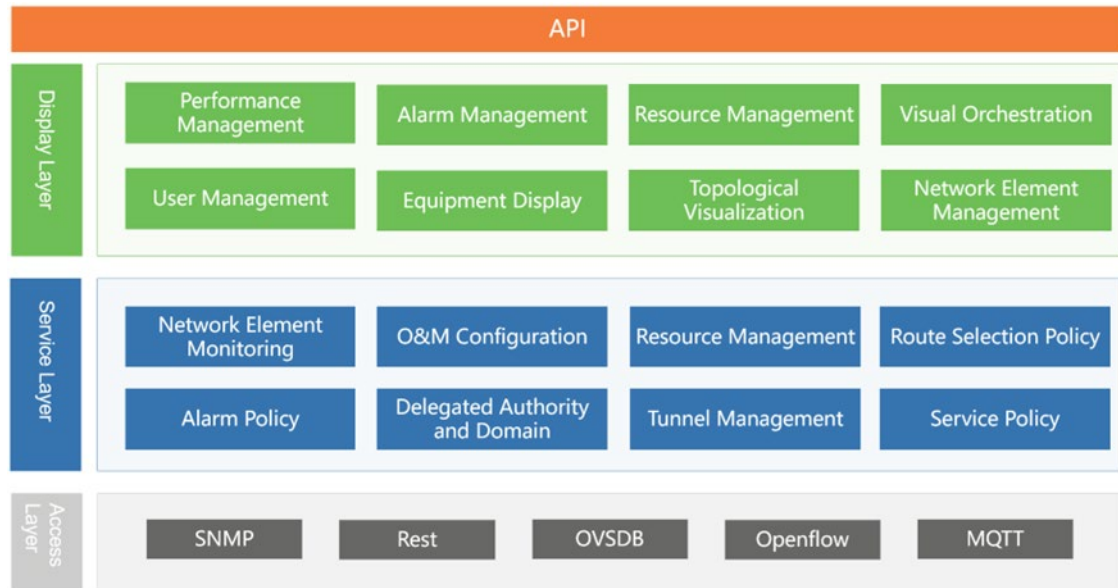 API
Display Layer
Performance
Management
Alarm Management
Resource Management
Visual Orchestration
User Management
Equipment Display
Topological
Visualization
Network Element
Management
Service Layer
Network Element
Monitoring
O&M Configuration
Resource Management
Route Selection Policy
Alarm Policy
Delegated Authority
and Domain
Tunnel Management
Service Policy
Access
Layer
SNMP
Rest
OVSDB
Openflow
MQTT